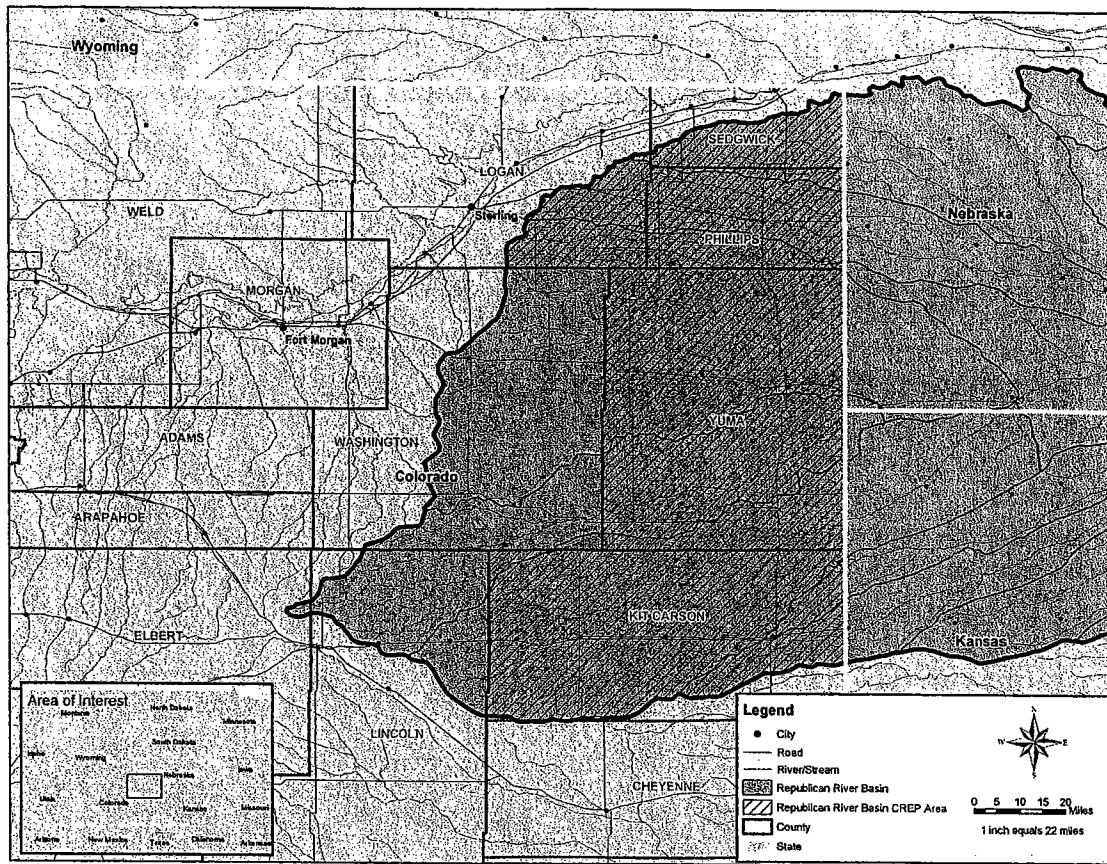 Wyoming
SEDGWICK
LOGAN
WELD
Sterling
Nebraska
PHILLIPS
MORGAN
Fort Morgan
YUMA
ADAMS
WASHINGTON
Colorado
ARAPAHOE
KIT CARSON
ELBERT
Kansas
LINCOLN
CHEYENNE
Area of Interest
Montana
North Dakota
Minnesota
South Dakota
Idaho
Wyoming
Nebraska
Iowa
Utah
Colorado
Kansas
Missouri
Arizona
New Mexico
Texas
Oklahoma
Arkansas
Legend
City
Road
River/Stream
Republican River Basin
Republican River Basin CREP Area
County
State
N
W
E
S
0 5 10 15 20
Miles
1 inch equals 22 miles